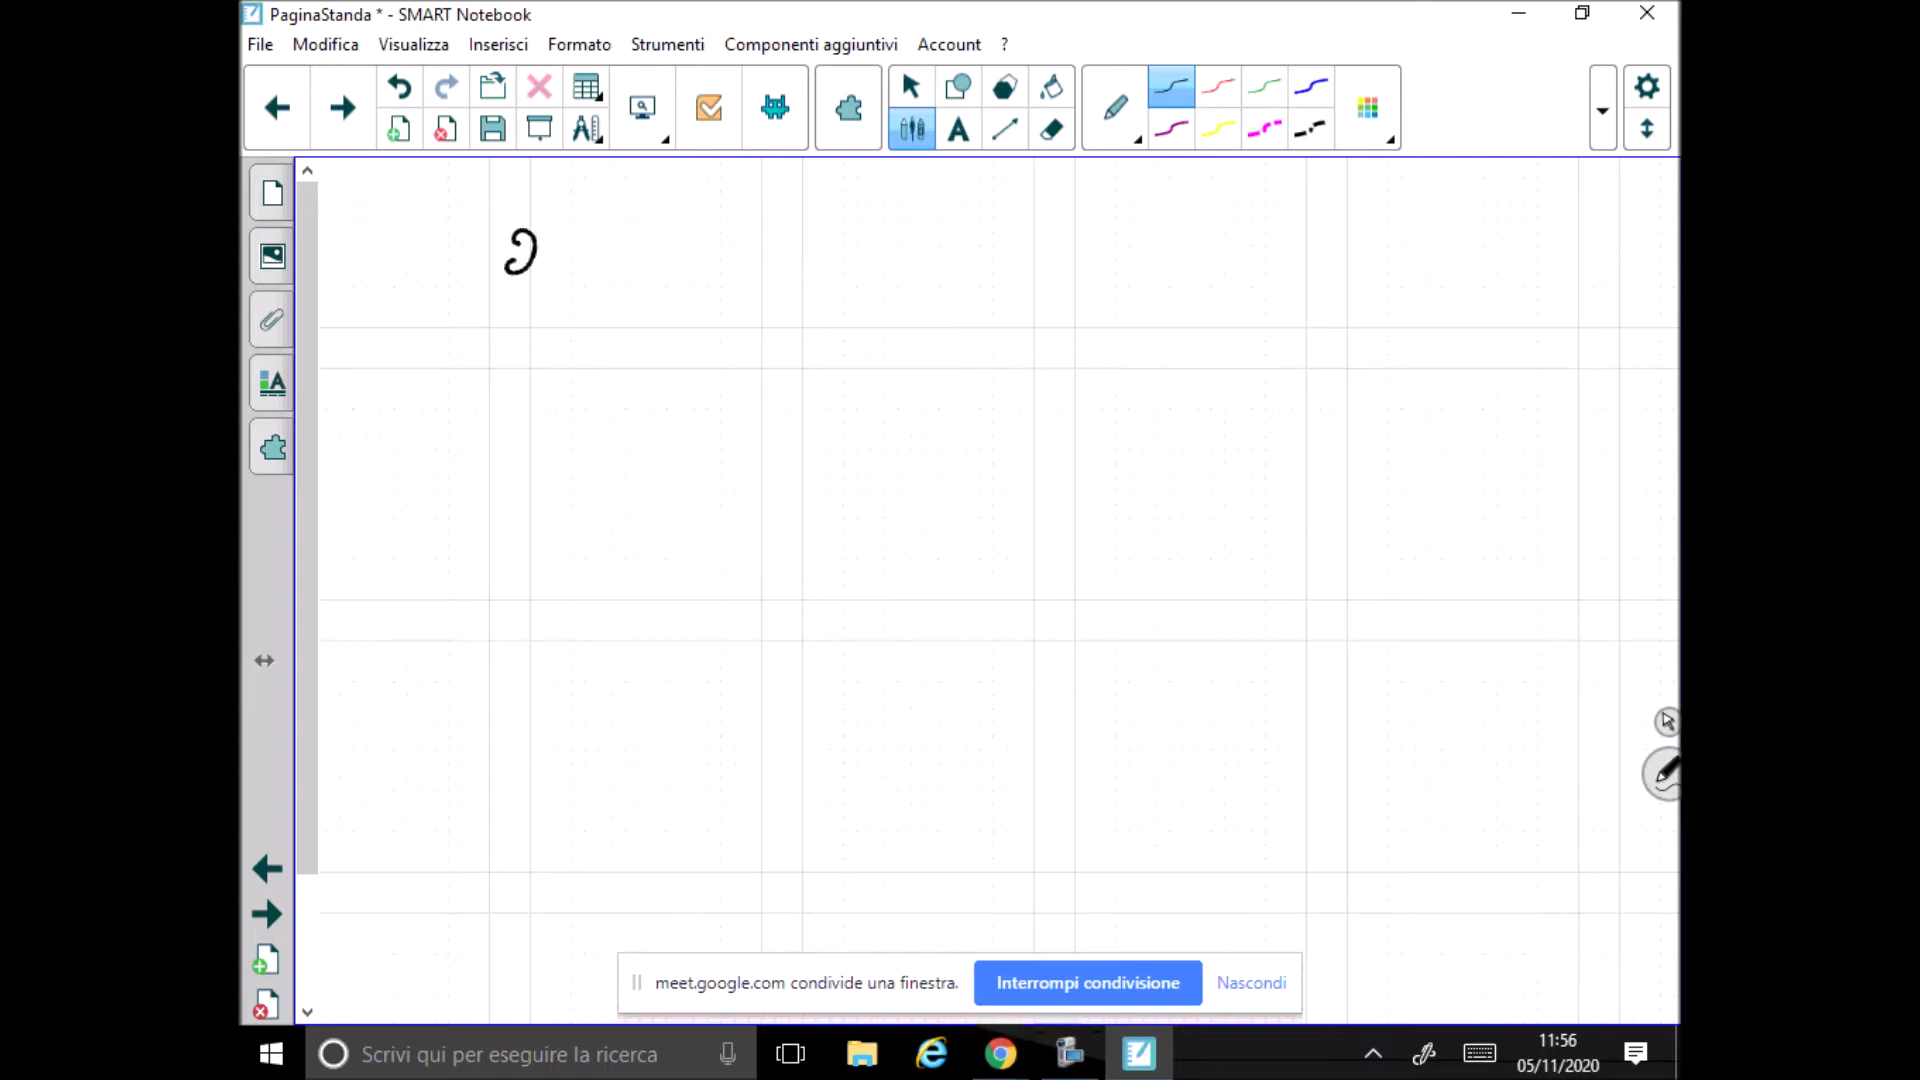 PaginaStanda * - SMART Notebook
File Modifica Visualizza Inserisci Formato Strumenti Componenti aggiuntivi Account ?
meet.google.com condivide una finestra. Interrompi condivisione Nascondi
Scrivi qui per eseguire la ricerca
11:56
05/11/2020